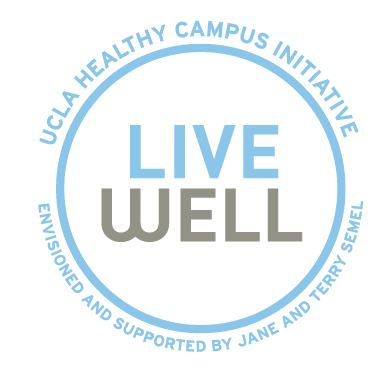 UCLA HEALTHY CAMPUS INITIATIVE
LIVE
WELL
ENVISIONED AND SUPPORTED BY JANE AND TERRY SEMEL